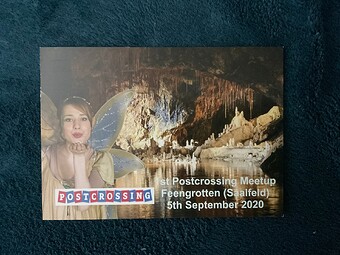 1st Postcrossing Meetup
Feengrotten (Saalfeld)
5th September 2020
POSTCROSSING